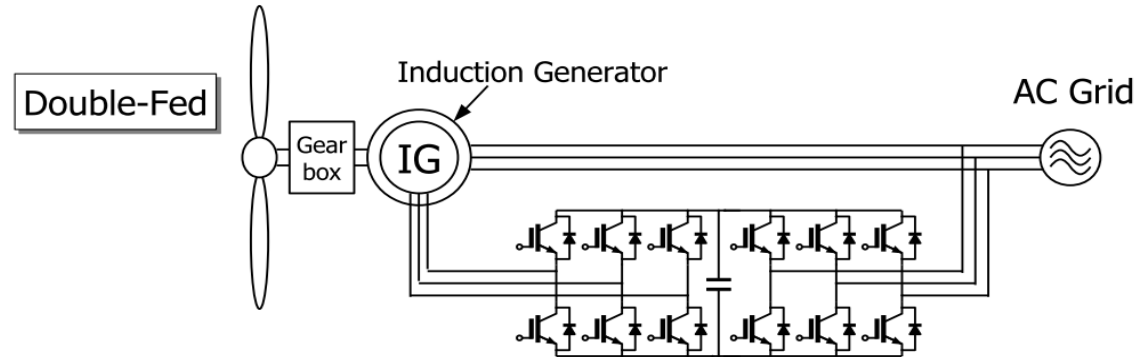 Double-Fed
Gear
box
IG
Induction Generator
AC Grid